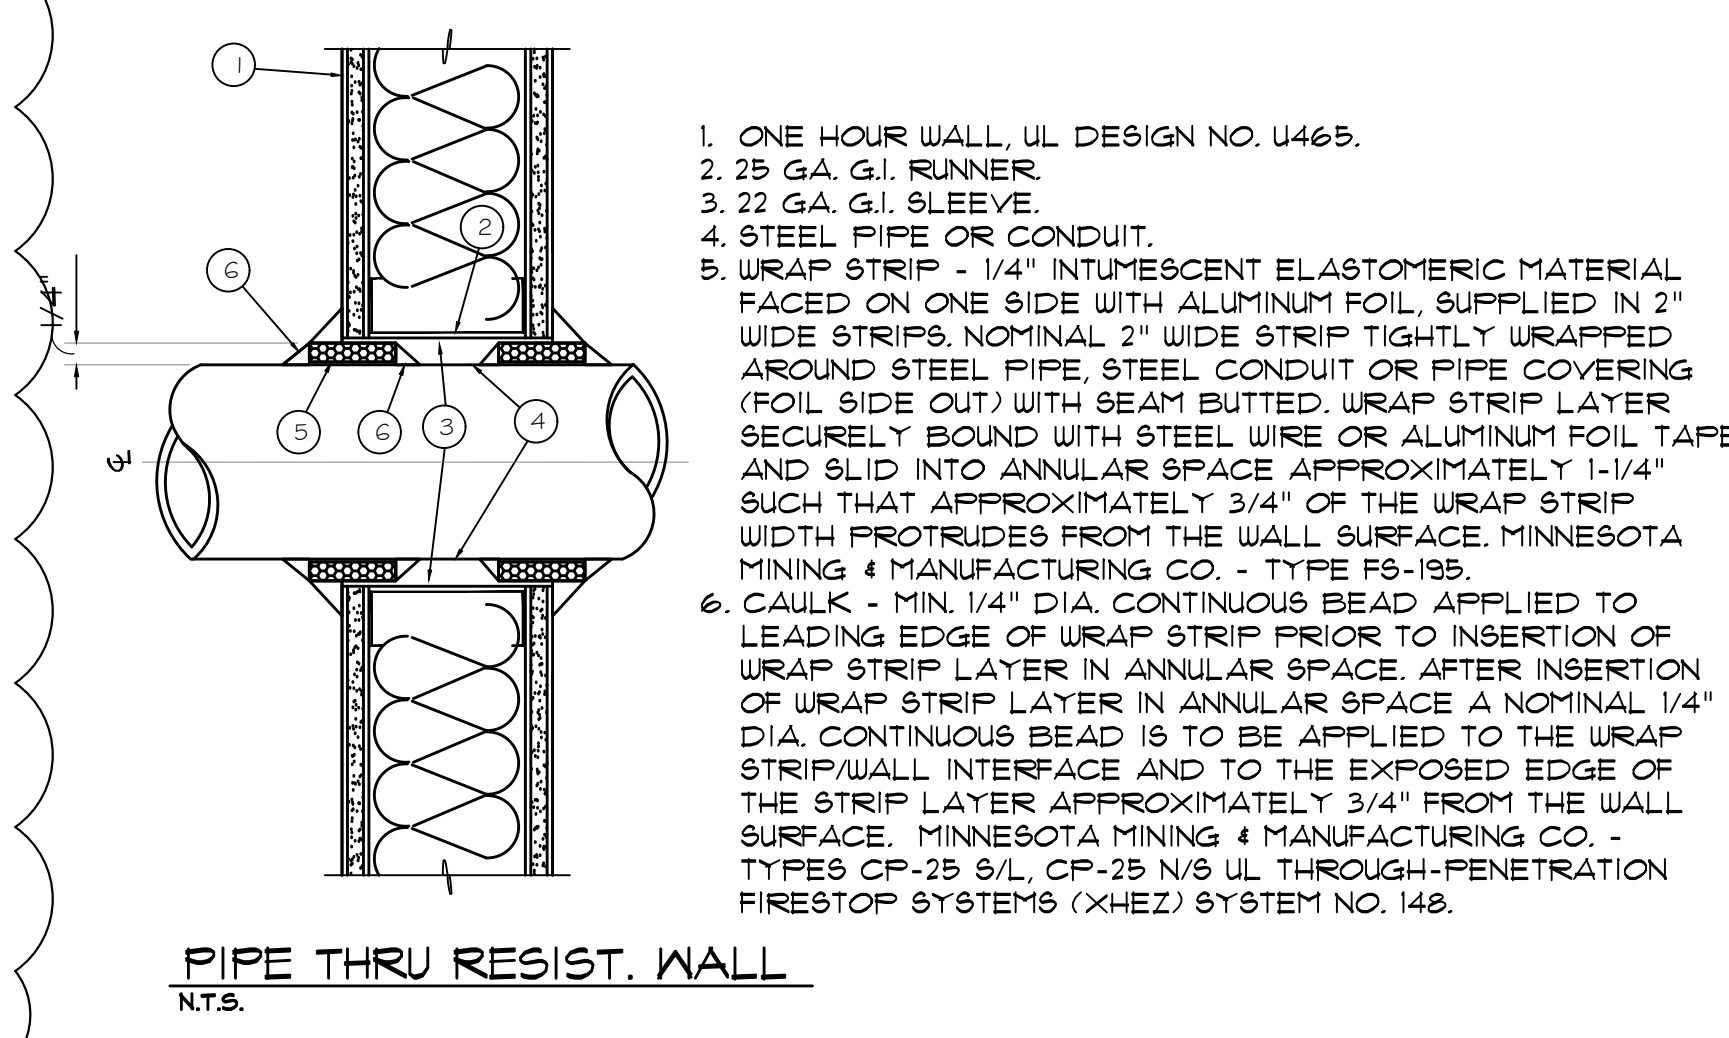 1
2
6
1/4"
5
6
3
4
1. ONE HOUR WALL, UL DESIGN NO. U465.
2. 25 GA. G.I. RUNNER.
3. 22 GA. G.I. SLEEVE.
4. STEEL PIPE OR CONDUIT.
5. WRAP STRIP - 1/4" INTUMESCENT ELASTOMERIC MATERIAL
FACED ON ONE SIDE WITH ALUMINUM FOIL, SUPPLIED IN 2"
WIDE STRIPS. NOMINAL 2" WIDE STRIP TIGHTLY WRAPPED
AROUND STEEL PIPE, STEEL CONDUIT OR PIPE COVERING
(FOIL SIDE OUT) WITH SEAM BUTTED. WRAP STRIP LAYER
SECURELY BOUND WITH STEEL WIRE OR ALUMINUM FOIL TAPE
AND SLID INTO ANNULAR SPACE APPROXIMATELY 1-1/4"
SUCH THAT APPROXIMATELY 3/4" OF THE WRAP STRIP
WIDTH PROTRUDES FROM THE WALL SURFACE. MINNESOTA
MINING & MANUFACTURING CO. - TYPE FS-195.
6. CAULK - MIN. 1/4" DIA. CONTINUOUS BEAD APPLIED TO
LEADING EDGE OF WRAP STRIP PRIOR TO INSERTION OF
WRAP STRIP LAYER IN ANNULAR SPACE. AFTER INSERTION
OF WRAP STRIP LAYER IN ANNULAR SPACE A NOMINAL 1/4"
DIA. CONTINUOUS BEAD IS TO BE APPLIED TO THE WRAP
STRIP/WALL INTERFACE AND TO THE EXPOSED EDGE OF
THE STRIP LAYER APPROXIMATELY 3/4" FROM THE WALL
SURFACE. MINNESOTA MINING & MANUFACTURING CO. -
TYPES CP-25 S/L, CP-25 N/S UL THROUGH-PENETRATION
FIRESTOP SYSTEMS (XHEZ) SYSTEM NO. 148.
PIPE THRU RESIST. WALL
N.T.S.